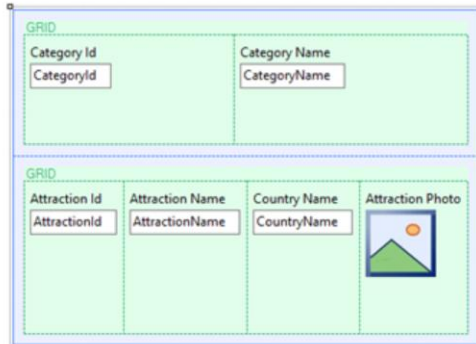 GRID
Category Id Category Name
CategoryId CategoryName
GRID
Attraction Id Attraction Name Country Name Attraction Photo
AttractionId AttractionName CountryName